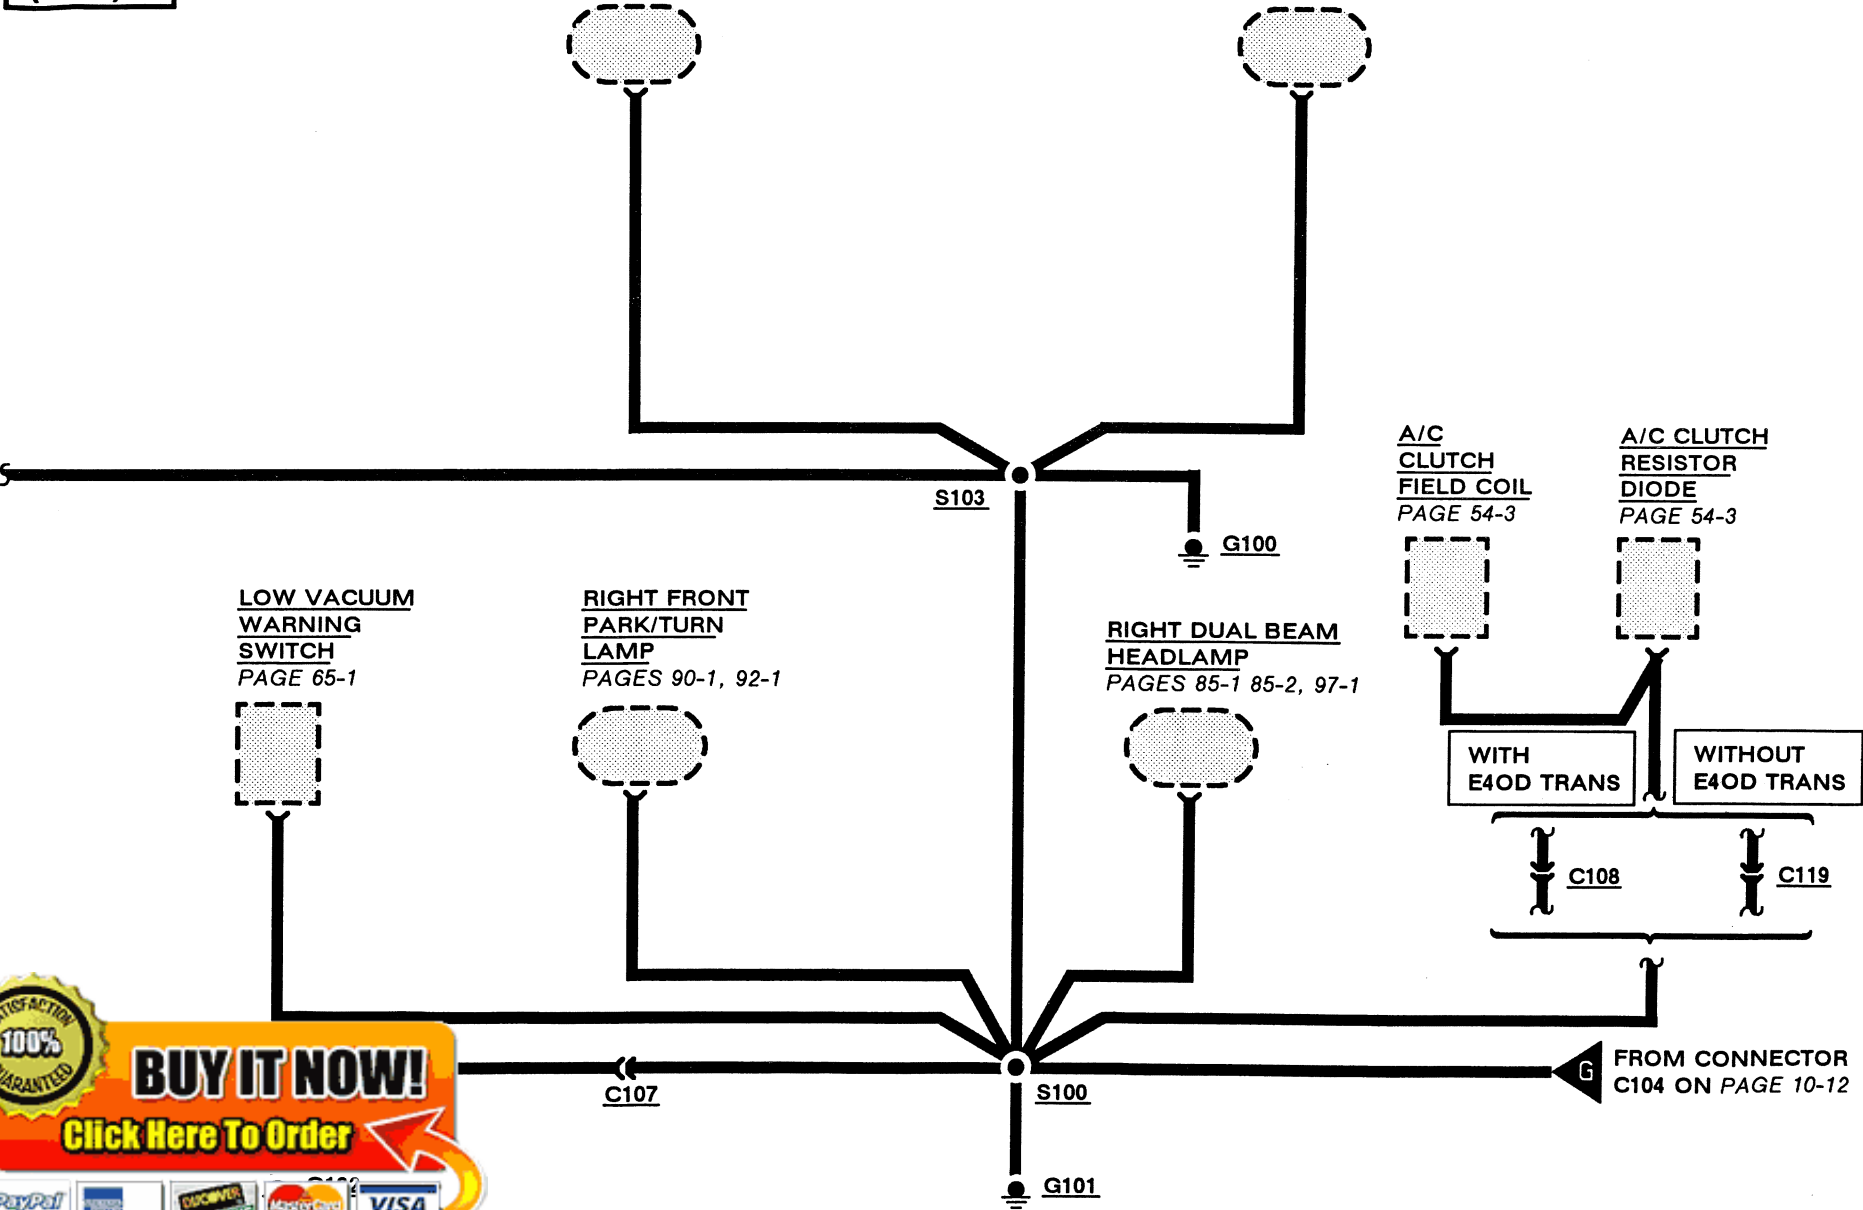 S103
G100
A/C
CLUTCH
FIELD COIL
PAGE 54-3
A/C CLUTCH
RESISTOR
DIODE
PAGE 54-3
LOW VACUUM
WARNING
SWITCH
PAGE 65-1
RIGHT FRONT
PARK/TURN
LAMP
PAGES 90-1, 92-1
RIGHT DUAL BEAM
HEADLAMP
PAGES 85-1 85-2, 97-1
WITH
E4OD TRANS
WITHOUT
E4OD TRANS
C108
C119
C107
S100
G
FROM CONNECTOR
C104 ON PAGE 10-12
G101
100%
BUY IT NOW!
Click Here To Order
PayPal
DISCOVER
MasterCard
VISA